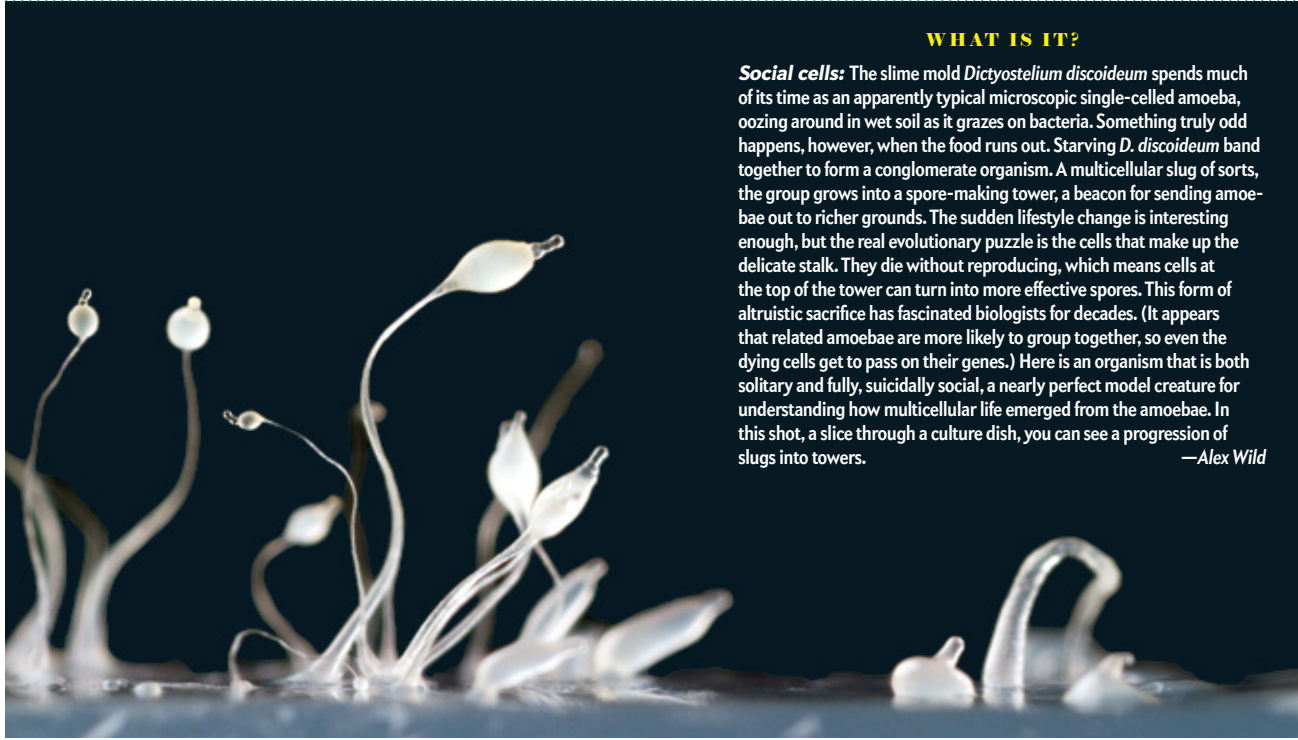 WHAT IS IT?
Social cells: The slime mold Dictyostelium discoideum spends much
of its time as an apparently typical microscopic single-celled amoeba,
oozing around in wet soil as it grazes on bacteria. Something truly odd
happens, however, when the food runs out. Starving D. discoideum band
together to form a conglomerate organism. A multicellular slug of sorts,
the group grows into a spore-making tower, a beacon for sending amoe-
bae out to richer grounds. The sudden lifestyle change is interesting
enough, but the real evolutionary puzzle is the cells that make up the
delicate stalk. They die without reproducing, which means cells at
the top of the tower can turn into more effective spores. This form of
altruistic sacrifice has fascinated biologists for decades. (It appears
that related amoebae are more likely to group together, so even the
dying cells get to pass on their genes.) Here is an organism that is both
solitary and fully, suicidally social, a nearly perfect model creature for
understanding how multicellular life emerged from the amoebae. In
this shot, a slice through a culture dish, you can see a progression of
slugs into towers. —Alex Wild